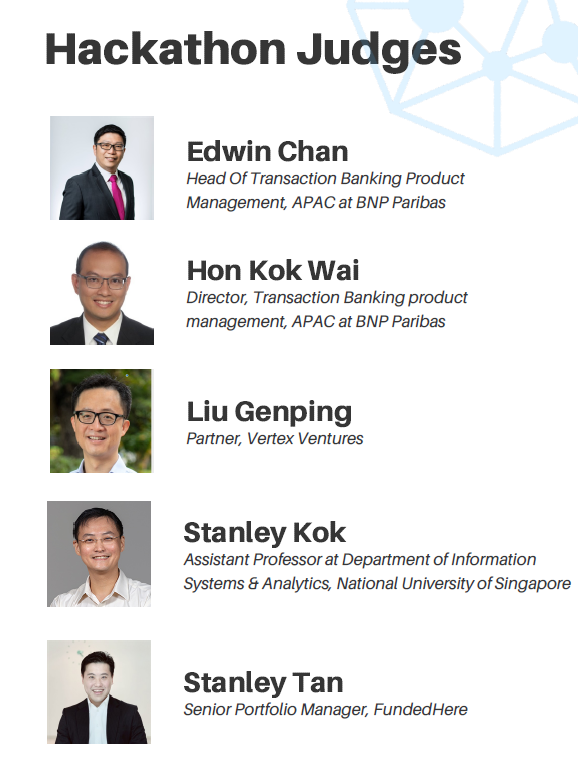 Hackathon Judges
Edwin Chan
Head Of Transaction Banking Product
Management, APAC at BNP Paribas
Hon Kok Wai
Director, Transaction Banking product
management, APAC at BNP Paribas
Liu Genping
Partner, Vertex Ventures
Stanley Kok
Assistant Professor at Department of Information
Systems & Analytics, National University of Singapore
Stanley Tan
Senior Portfolio Manager, FundedHere